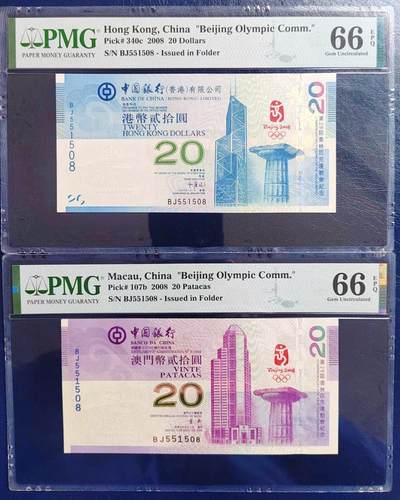 PMG
PAPER MONEY GUARANTY
Hong Kong, China "Beijing Olympic Comm."
Pick# 340c 2008 20 Dollars
S/N BJ551508 - Issued in Folder
66 EPQ
Gem Uncirculated
中國銀行(香港)有限公司
BANK OF CHINA (HONG KONG) LIMITED
港幣貳拾圓
TWENTY
HONG KONG DOLLARS
20
20
BJ551508
BJ551508
Beijing 2008
PMG
PAPER MONEY GUARANTY
Macau, China "Beijing Olympic Comm."
Pick# 107b 2008 20 Patacas
S/N BJ551508 - Issued in Folder
66 EPQ
Gem Uncirculated
中國銀行
BANCO DA CHINA
澳門幣貳拾圓
VINTE
PATACAS
20
20
BJ551508
BJ551508
Beijing 2008